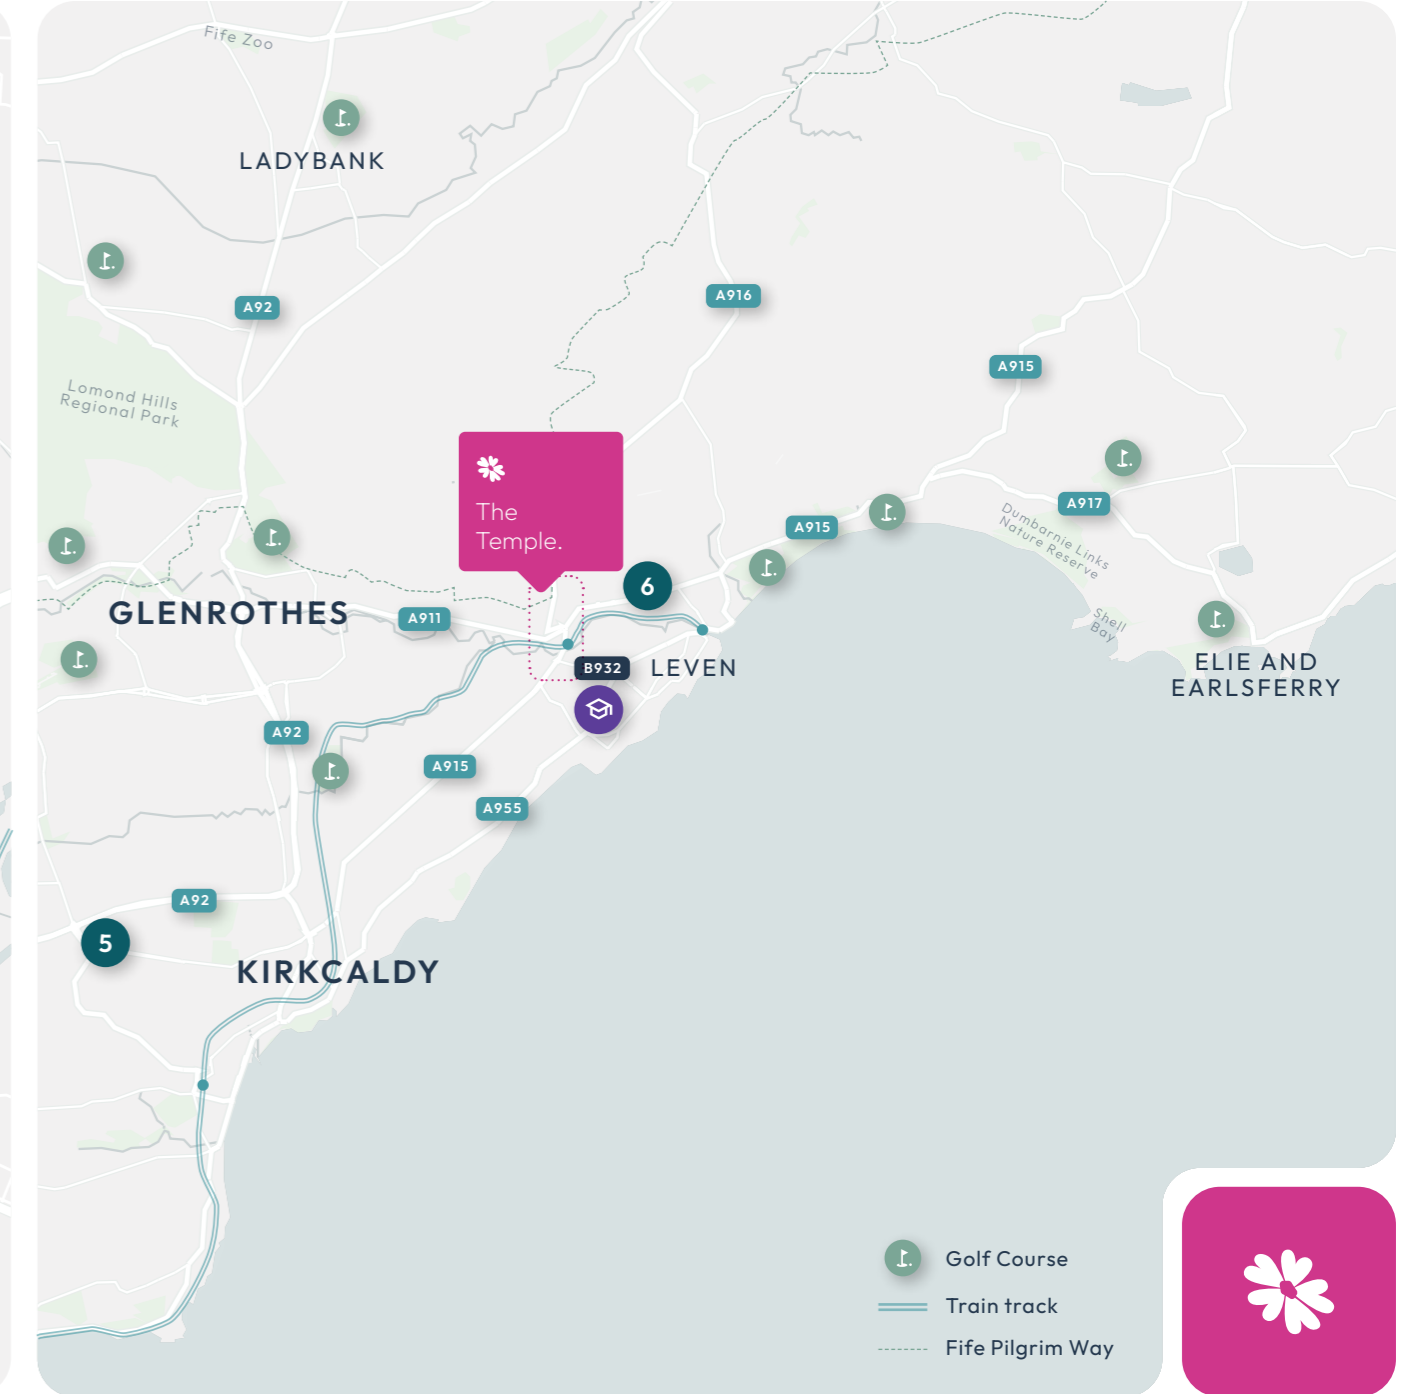 Fife Zoo
LADYBANK
A92
A916
A915
Lomond Hills
Regional Park
The
Temple.
A917
A915
Dumbarnie Links
Nature Reserve
6
GLENROTHES
A911
Shell
Bay
B932
LEVEN
ELIE AND
EARLSFERRY
A92
A915
A955
A92
5
KIRKCALDY
Golf Course
Train track
Fife Pilgrim Way